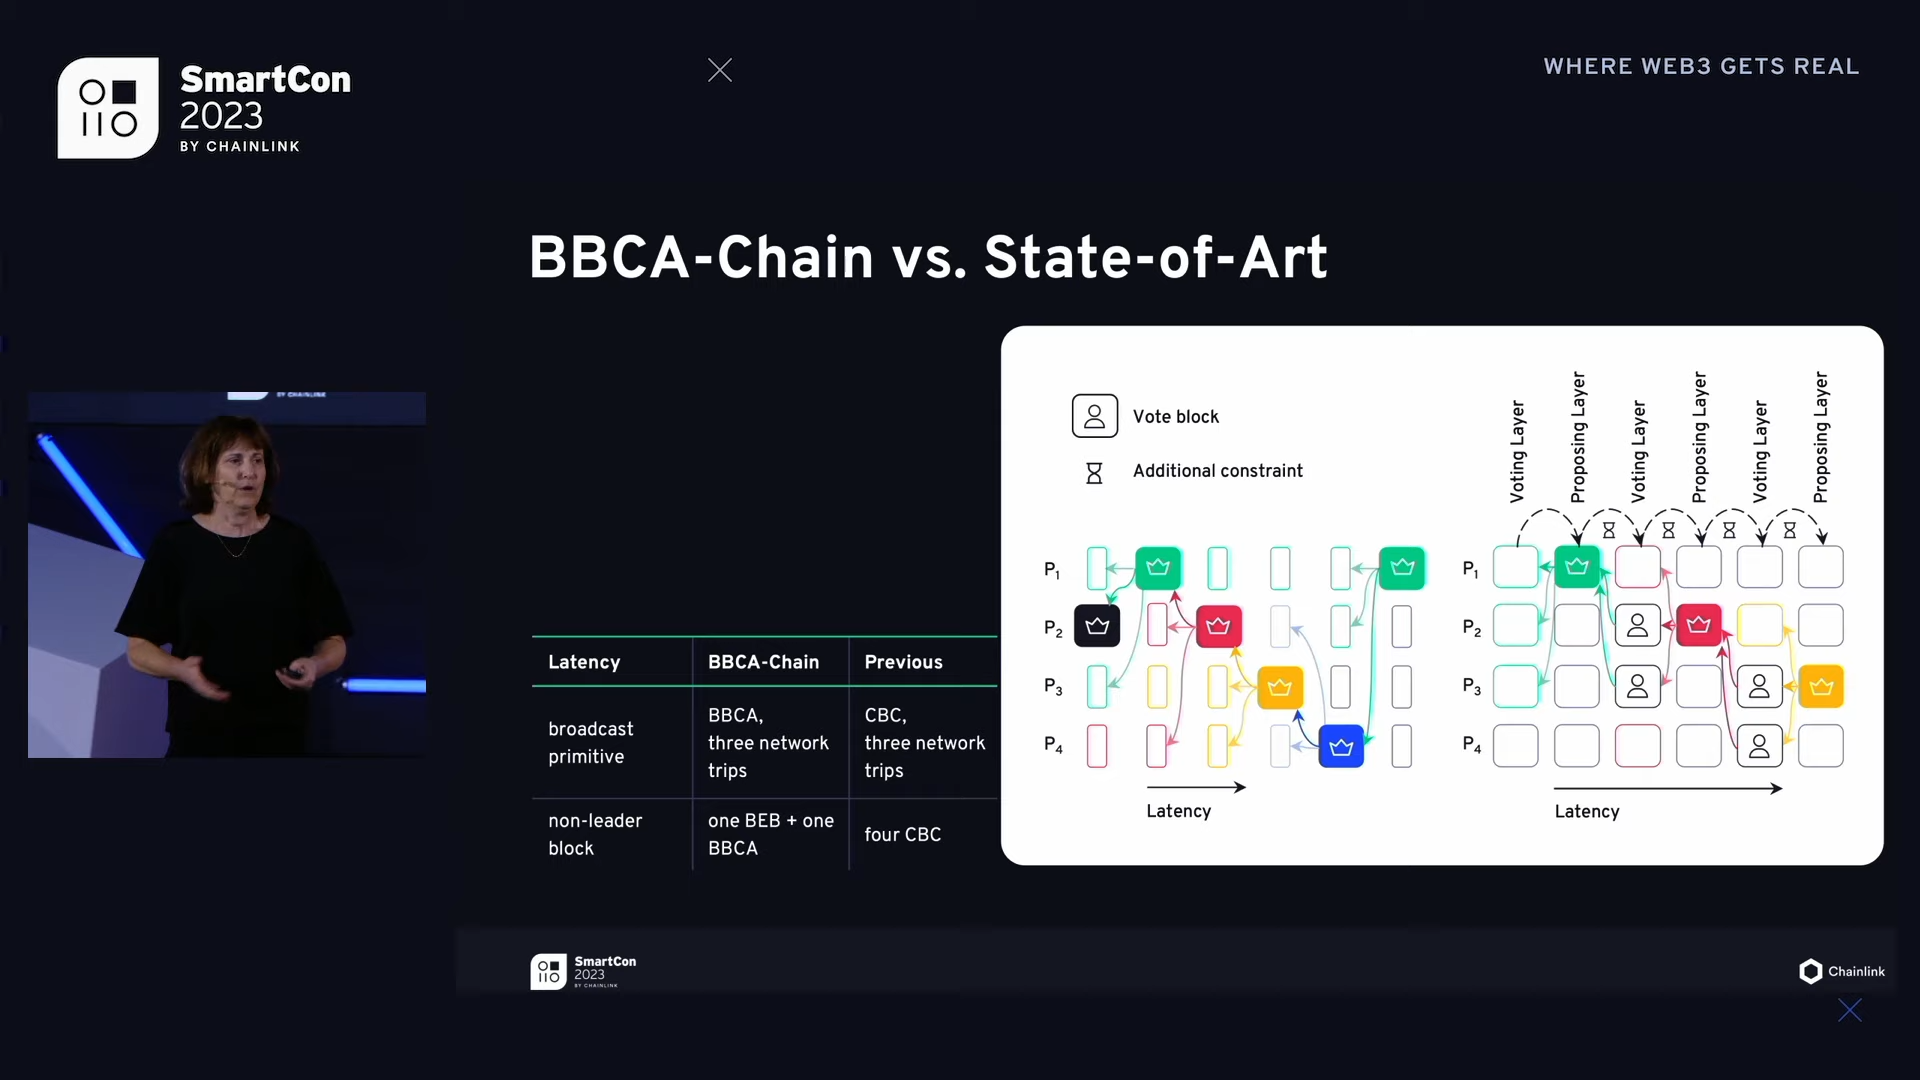 SmartCon
2023
BY CHAINLINK
WHERE WEB3 GETS REAL
BBCA-Chain vs. State-of-Art
BY CHAINLINK
Latency
BBCA-Chain
Previous
broadcast
primitive
BBCA,
three network
trips
CBC,
three network
trips
non-leader
block
one BEB + one
BBCA
four CBC
Vote block
Additional constraint
P1
P2
P3
P4
Latency
Voting Layer
Proposing Layer
Voting Layer
Proposing Layer
Voting Layer
Proposing Layer
P1
P2
P3
P4
Latency
SmartCon
2023
BY CHAINLINK
Chainlink